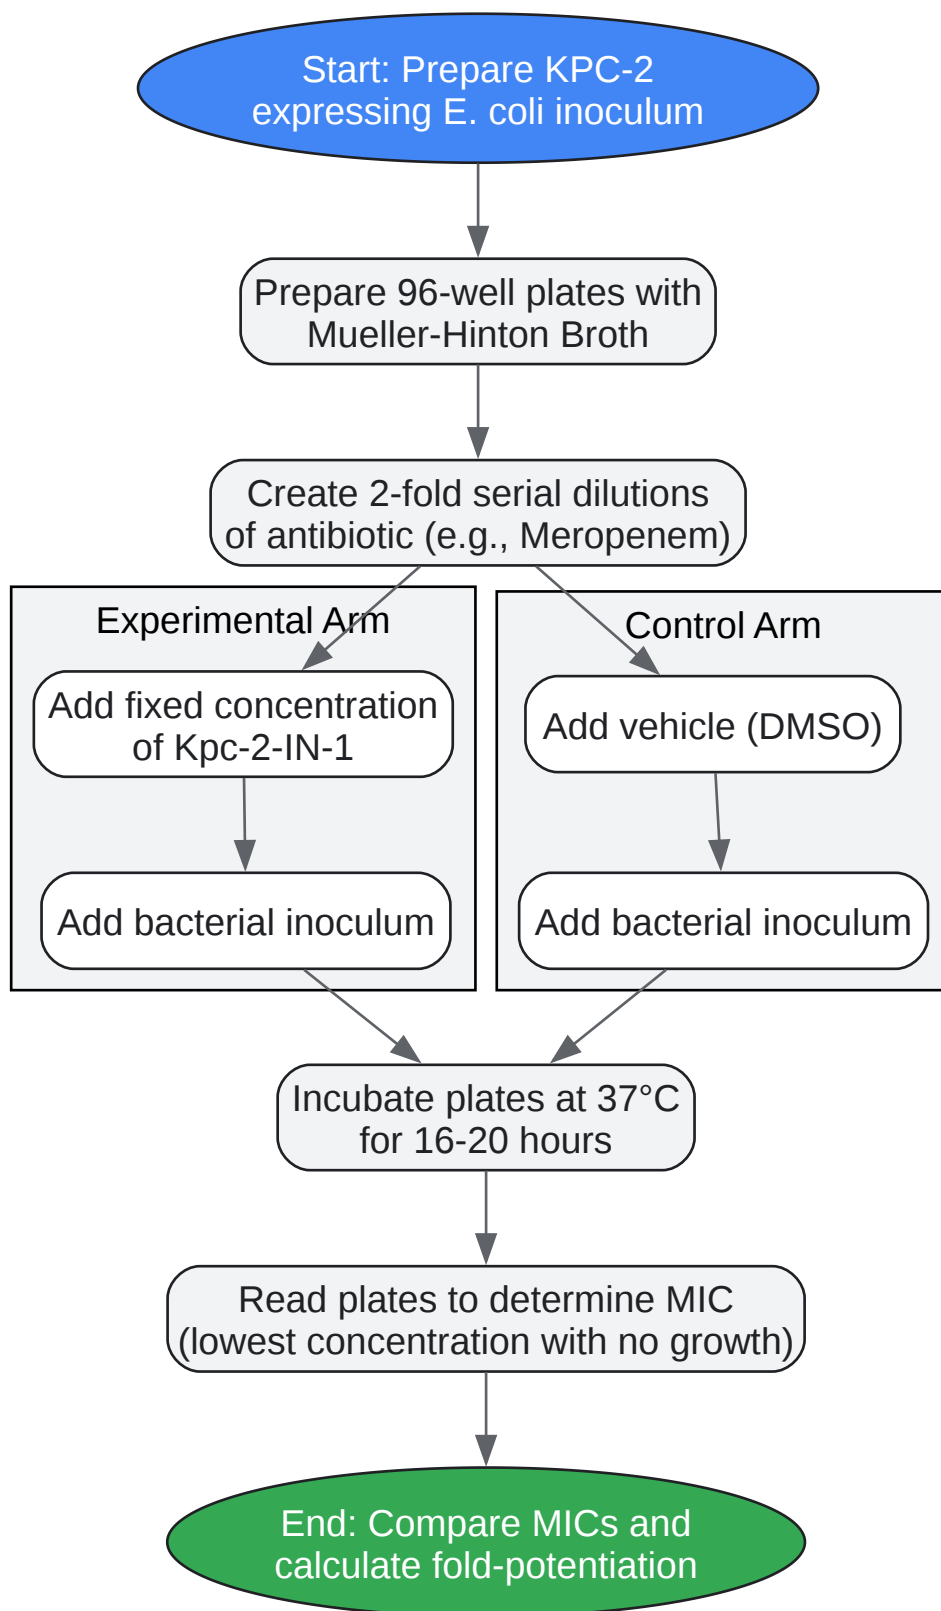 Start: Prepare KPC-2
expressing E. coli inoculum
Prepare 96-well plates with
Mueller-Hinton Broth
Create 2-fold serial dilutions
of antibiotic (e.g., Meropenem)
Experimental Arm
Add fixed concentration
of Kpc-2-IN-1
Add bacterial inoculum
Control Arm
Add vehicle (DMSO)
Add bacterial inoculum
Incubate plates at 37°C
for 16-20 hours
Read plates to determine MIC
(lowest concentration with no growth)
End: Compare MICs and
calculate fold-potentiation